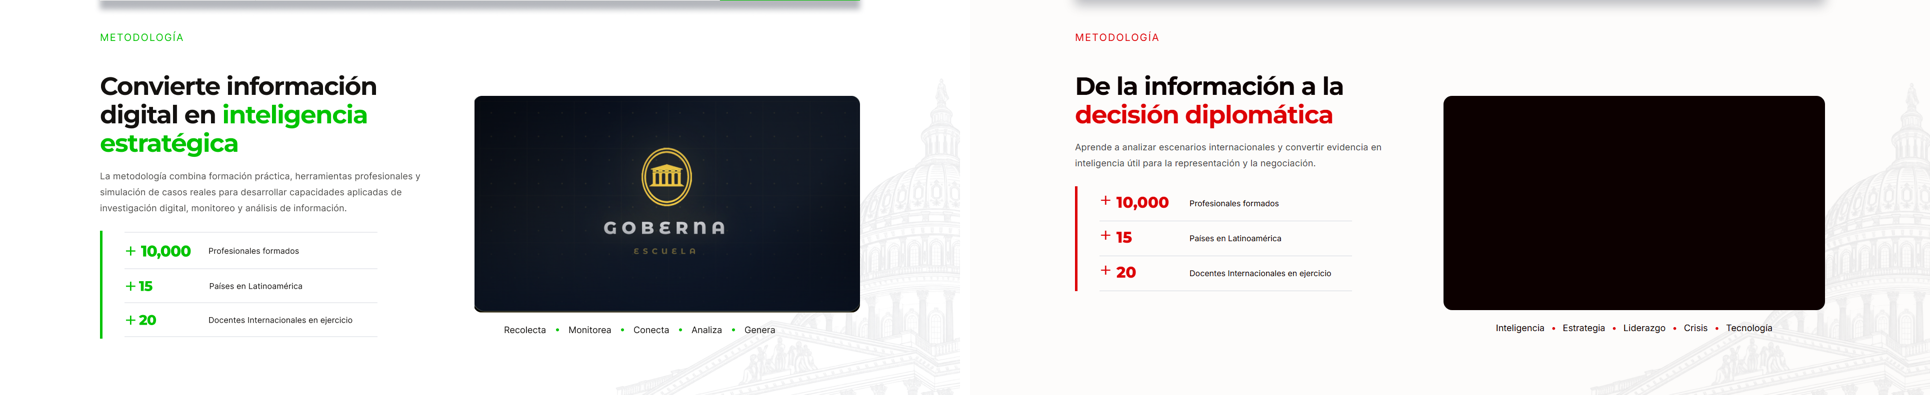 METODOLOGÍA
Convierte información
digital en inteligencia
estratégica
La metodología combina formación práctica, herramientas profesionales y
simulación de casos reales para desarrollar capacidades aplicadas de
investigación digital, monitoreo y análisis de información.
+ 10,000 Profesionales formados
+ 15 Países en Latinoamérica
+ 20 Docentes Internacionales en ejercicio
GOBERNA
ESCUELA
Recolecta • Monitorea • Conecta • Analiza • Genera
METODOLOGÍA
De la información a la
decisión diplomática
Aprende a analizar escenarios internacionales y convertir evidencia en
inteligencia útil para la representación y la negociación.
+ 10,000 Profesionales formados
+ 15 Países en Latinoamérica
+ 20 Docentes Internacionales en ejercicio
Inteligencia • Estrategia • Liderazgo • Crisis • Tecnología